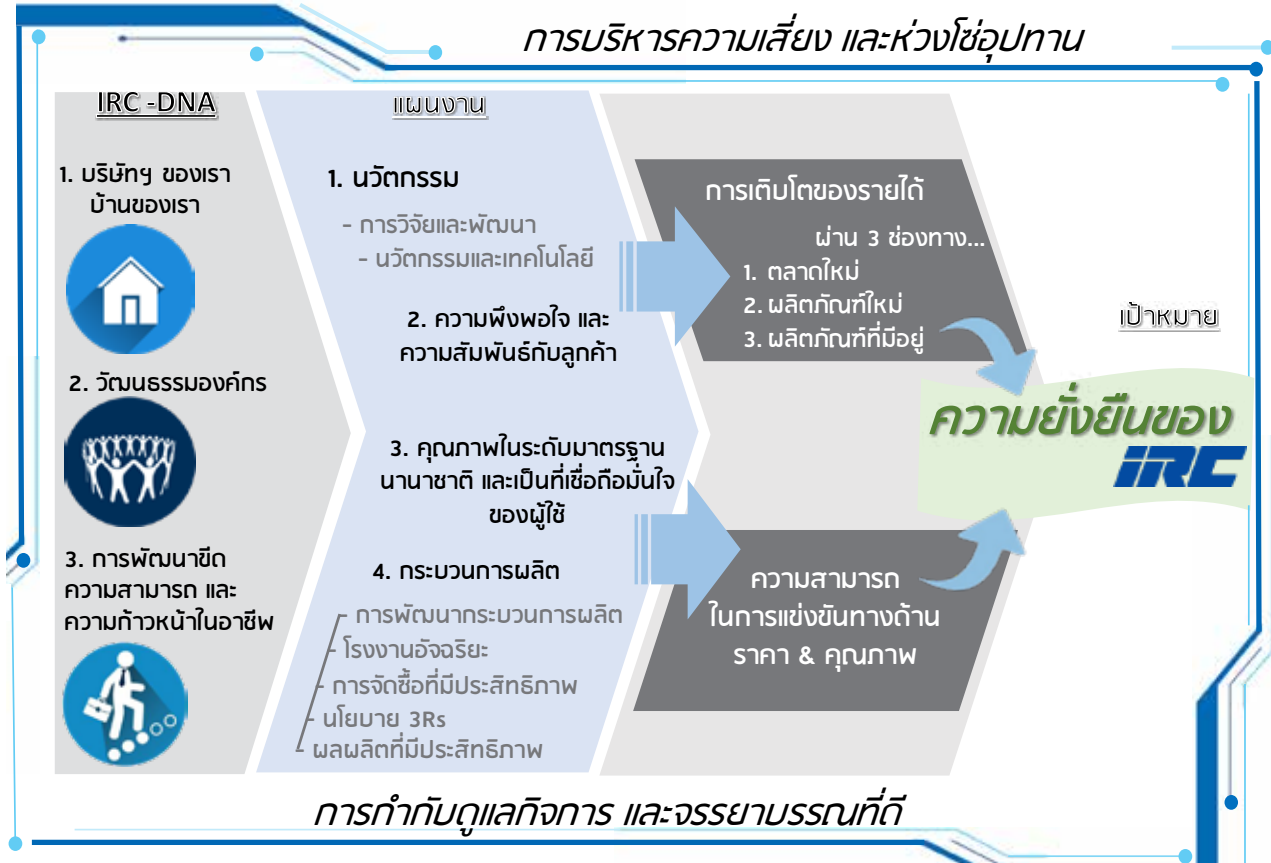 การบริหารความเสี่ยง และห่วงโซ่อุปทาน
IRC -DNA
1. บริษัทฯ ของเรา
บ้านของเรา
2. วัฒนธรรมองค์กร
3. การพัฒนาขีด
ความสามารถ และ
ความก้าวหน้าในอาชีพ
แผนงาน
1. นวัตกรรม
- การวิจัยและพัฒนา
- นวัตกรรมและเทคโนโลยี
2. ความพึงพอใจ และ
ความสัมพันธ์กับลูกค้า
3. คุณภาพในระดับมาตรฐาน
นานาชาติ และเป็นที่เชื่อถือมั่นใจ
ของผู้ใช้
4. กระบวนการผลิต
- การพัฒนากระบวนการผลิต
- โรงงานอัจฉริยะ
- การจัดซื้อที่มีประสิทธิภาพ
- นโยบาย 3Rs
- ผลผลิตที่มีประสิทธิภาพ
การเติบโตของรายได้
ผ่าน 3 ช่องทาง...
1. ตลาดใหม่
2. ผลิตภัณฑ์ใหม่
3. ผลิตภัณฑ์ที่มีอยู่
ความสามารถ
ในการแข่งขันทางด้าน
ราคา & คุณภาพ
เป้าหมาย
ความยั่งยืนของ
IRC
การกำกับดูแลกิจการ และจรรยาบรรณที่ดี